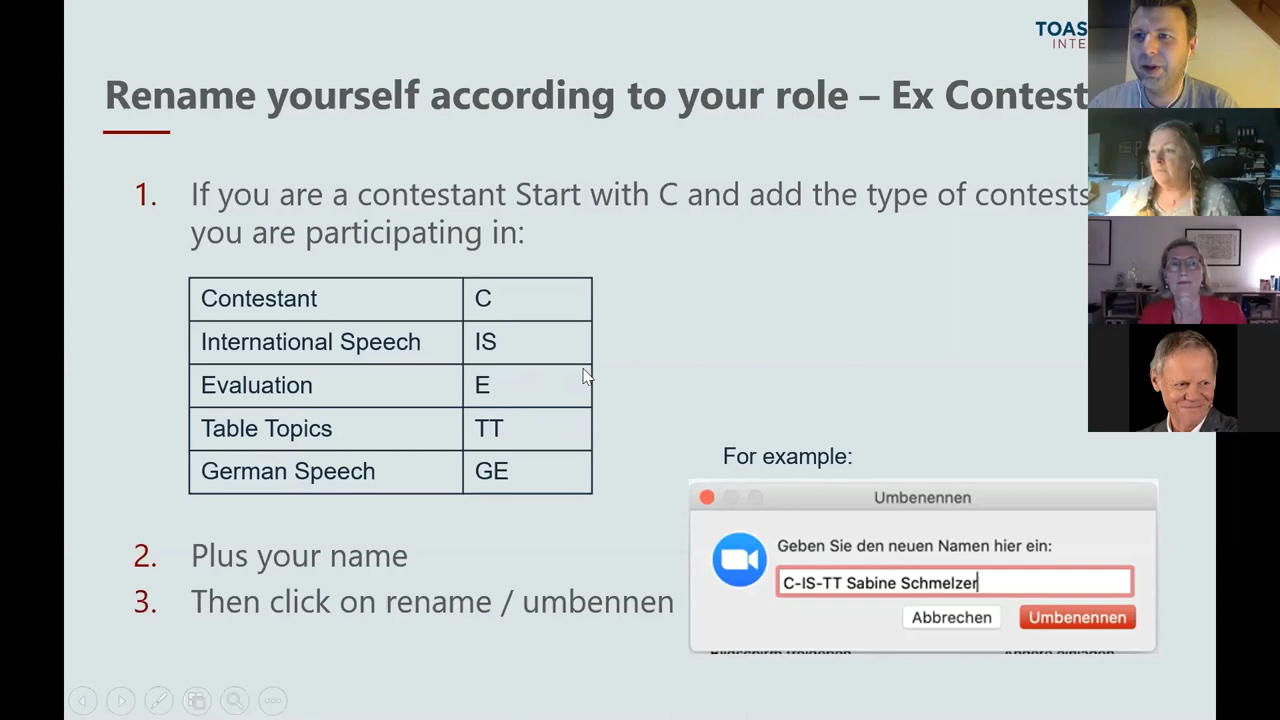 TOAS
INTE
Rename yourself according to your role – Ex Contest
1. If you are a contestant Start with C and add the type of contests
you are participating in:
Contestant C
International Speech IS
Evaluation E
Table Topics TT
German Speech GE
For example:
Umbenennen
Geben Sie den neuen Namen hier ein:
C-IS-TT Sabine Schmelzer
Abbrechen Umbenennen
2. Plus your name
3. Then click on rename / umbennen